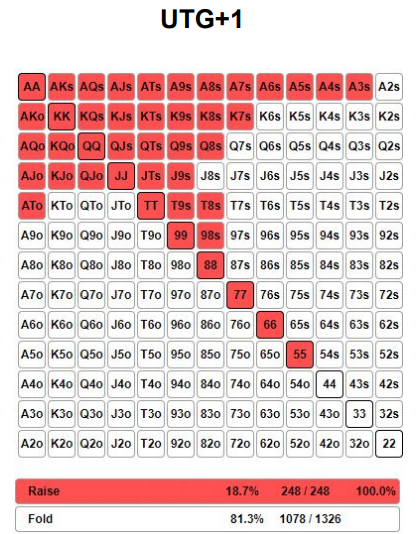 UTG+1
AA AKs AQs AJs ATs A9s A8s A7s A6s A5s A4s A3s A2s
AKo KK KQs KJs KTs K9s K8s K7s K6s K5s K4s K3s K2s
AQo KQo QQ QJs QTs Q9s Q8s Q7s Q6s Q5s Q4s Q3s Q2s
AJo KJo QJo JJ JTs J9s J8s J7s J6s J5s J4s J3s J2s
ATo KTo QTo JTo TT T9s T8s T7s T6s T5s T4s T3s T2s
A9o K9o Q9o J9o T9o 99 98s 97s 96s 95s 94s 93s 92s
A8o K8o Q8o J8o T8o 98o 88 87s 86s 85s 84s 83s 82s
A7o K7o Q7o J7o T7o 97o 87o 77 76s 75s 74s 73s 72s
A6o K6o Q6o J6o T6o 96o 86o 76o 66 65s 64s 63s 62s
A5o K5o Q5o J5o T5o 95o 85o 75o 65o 55 54s 53s 52s
A4o K4o Q4o J4o T4o 94o 84o 74o 64o 54o 44 43s 42s
A3o K3o Q3o J3o T3o 93o 83o 73o 63o 53o 43o 33 32s
A2o K2o Q2o J2o T2o 92o 82o 72o 62o 52o 42o 32o 22
Raise 18.7% 248 / 248 100.0%
Fold 81.3% 1078 / 1326